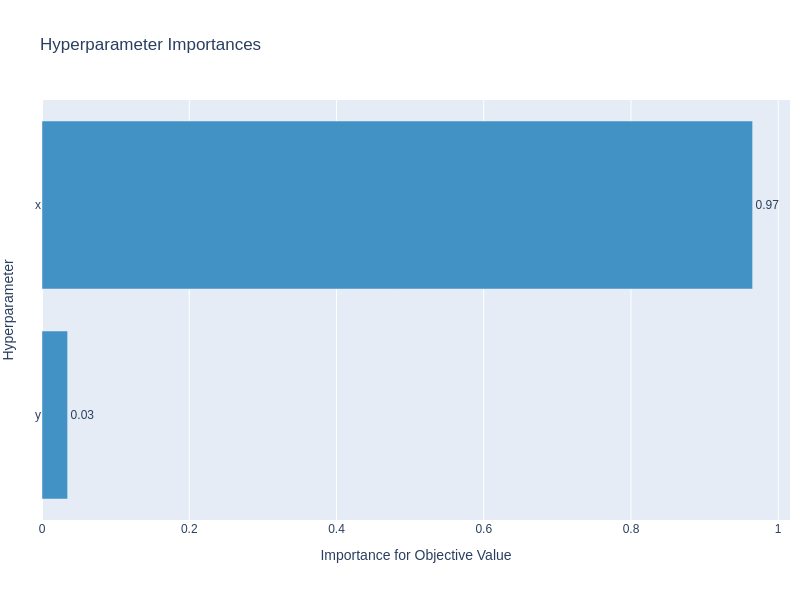 Hyperparameter Importances
Hyperparameter
x
0.97
y
0.03
0 0.2 0.4 0.6 0.8 1
Importance for Objective Value